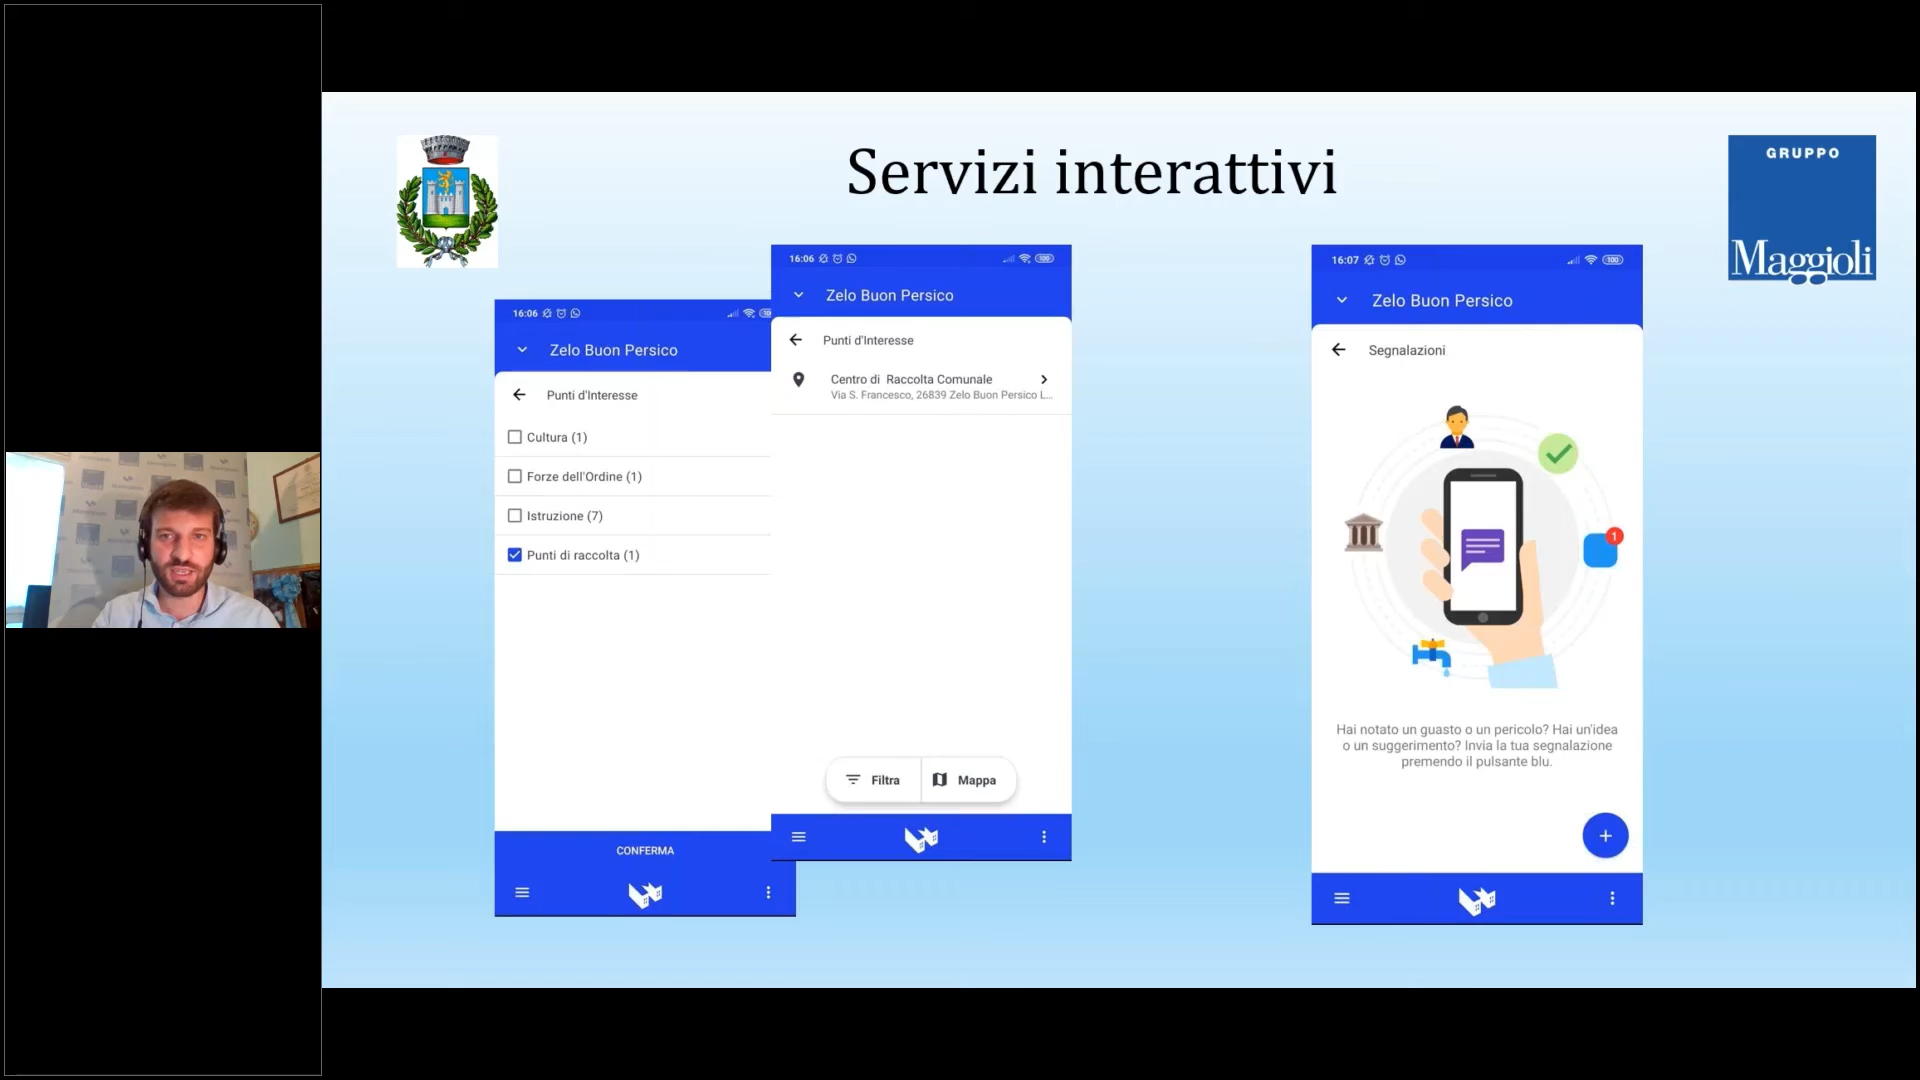 Servizi interattivi
GRUPPO
Maggioli
16:06
Zelo Buon Persico
Punti d'Interesse
Cultura (1)
Forze dell'Ordine (1)
Istruzione (7)
Punti di raccolta (1)
CONFERMA
16:06
100
Zelo Buon Persico
Punti d'Interesse
Centro di Raccolta Comunale
Via S. Francesco, 26839 Zelo Buon Persico L...
Filtra
Mappa
16:07
100
Zelo Buon Persico
Segnalazioni
1
Hai notato un guasto o un pericolo? Hai un'idea
o un suggerimento? Invia la tua segnalazione
premendo il pulsante blu.